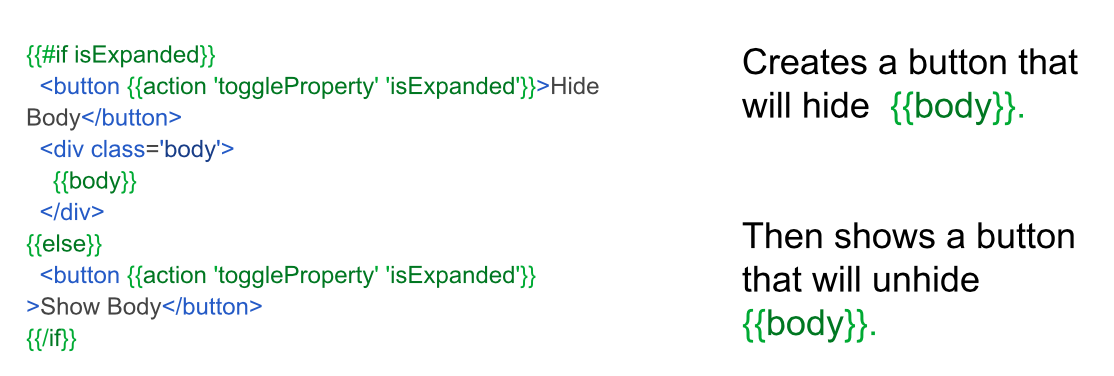 {{#if isExpanded}}
<button {{action 'toggleProperty' 'isExpanded'}}>Hide
Body</button>
<div class='body'>
{{body}}
</div>
{{else}}
<button {{action 'toggleProperty' 'isExpanded'}}
>Show Body</button>
{{/if}}
Creates a button that
will hide {{body}}.
Then shows a button
that will unhide
{{body}}.